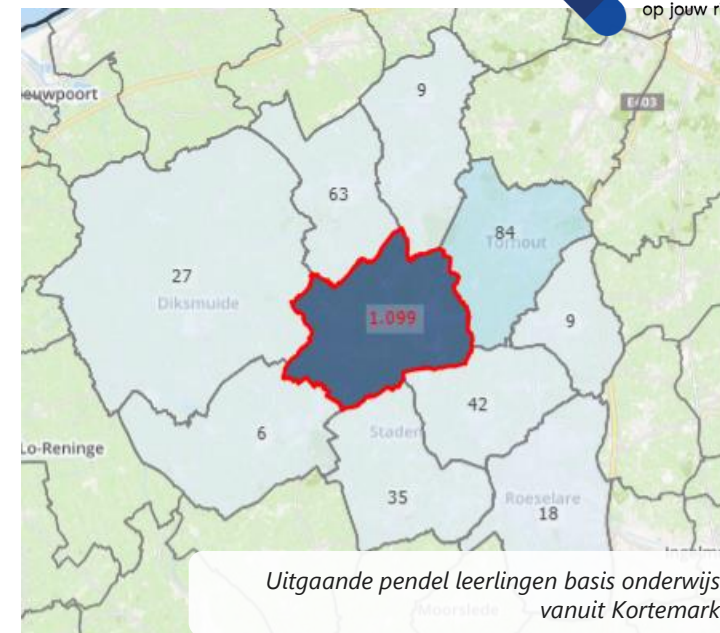 op jouw r
euwpoort
9
E403
63
84
Torhout
27
Diksmuide
1.099
9
42
6
Staden
Lo-Reninge
35
Roeselare
18
Uitgaande pendel leerlingen basis onderwijs
vanuit Kortemark
Moorslede